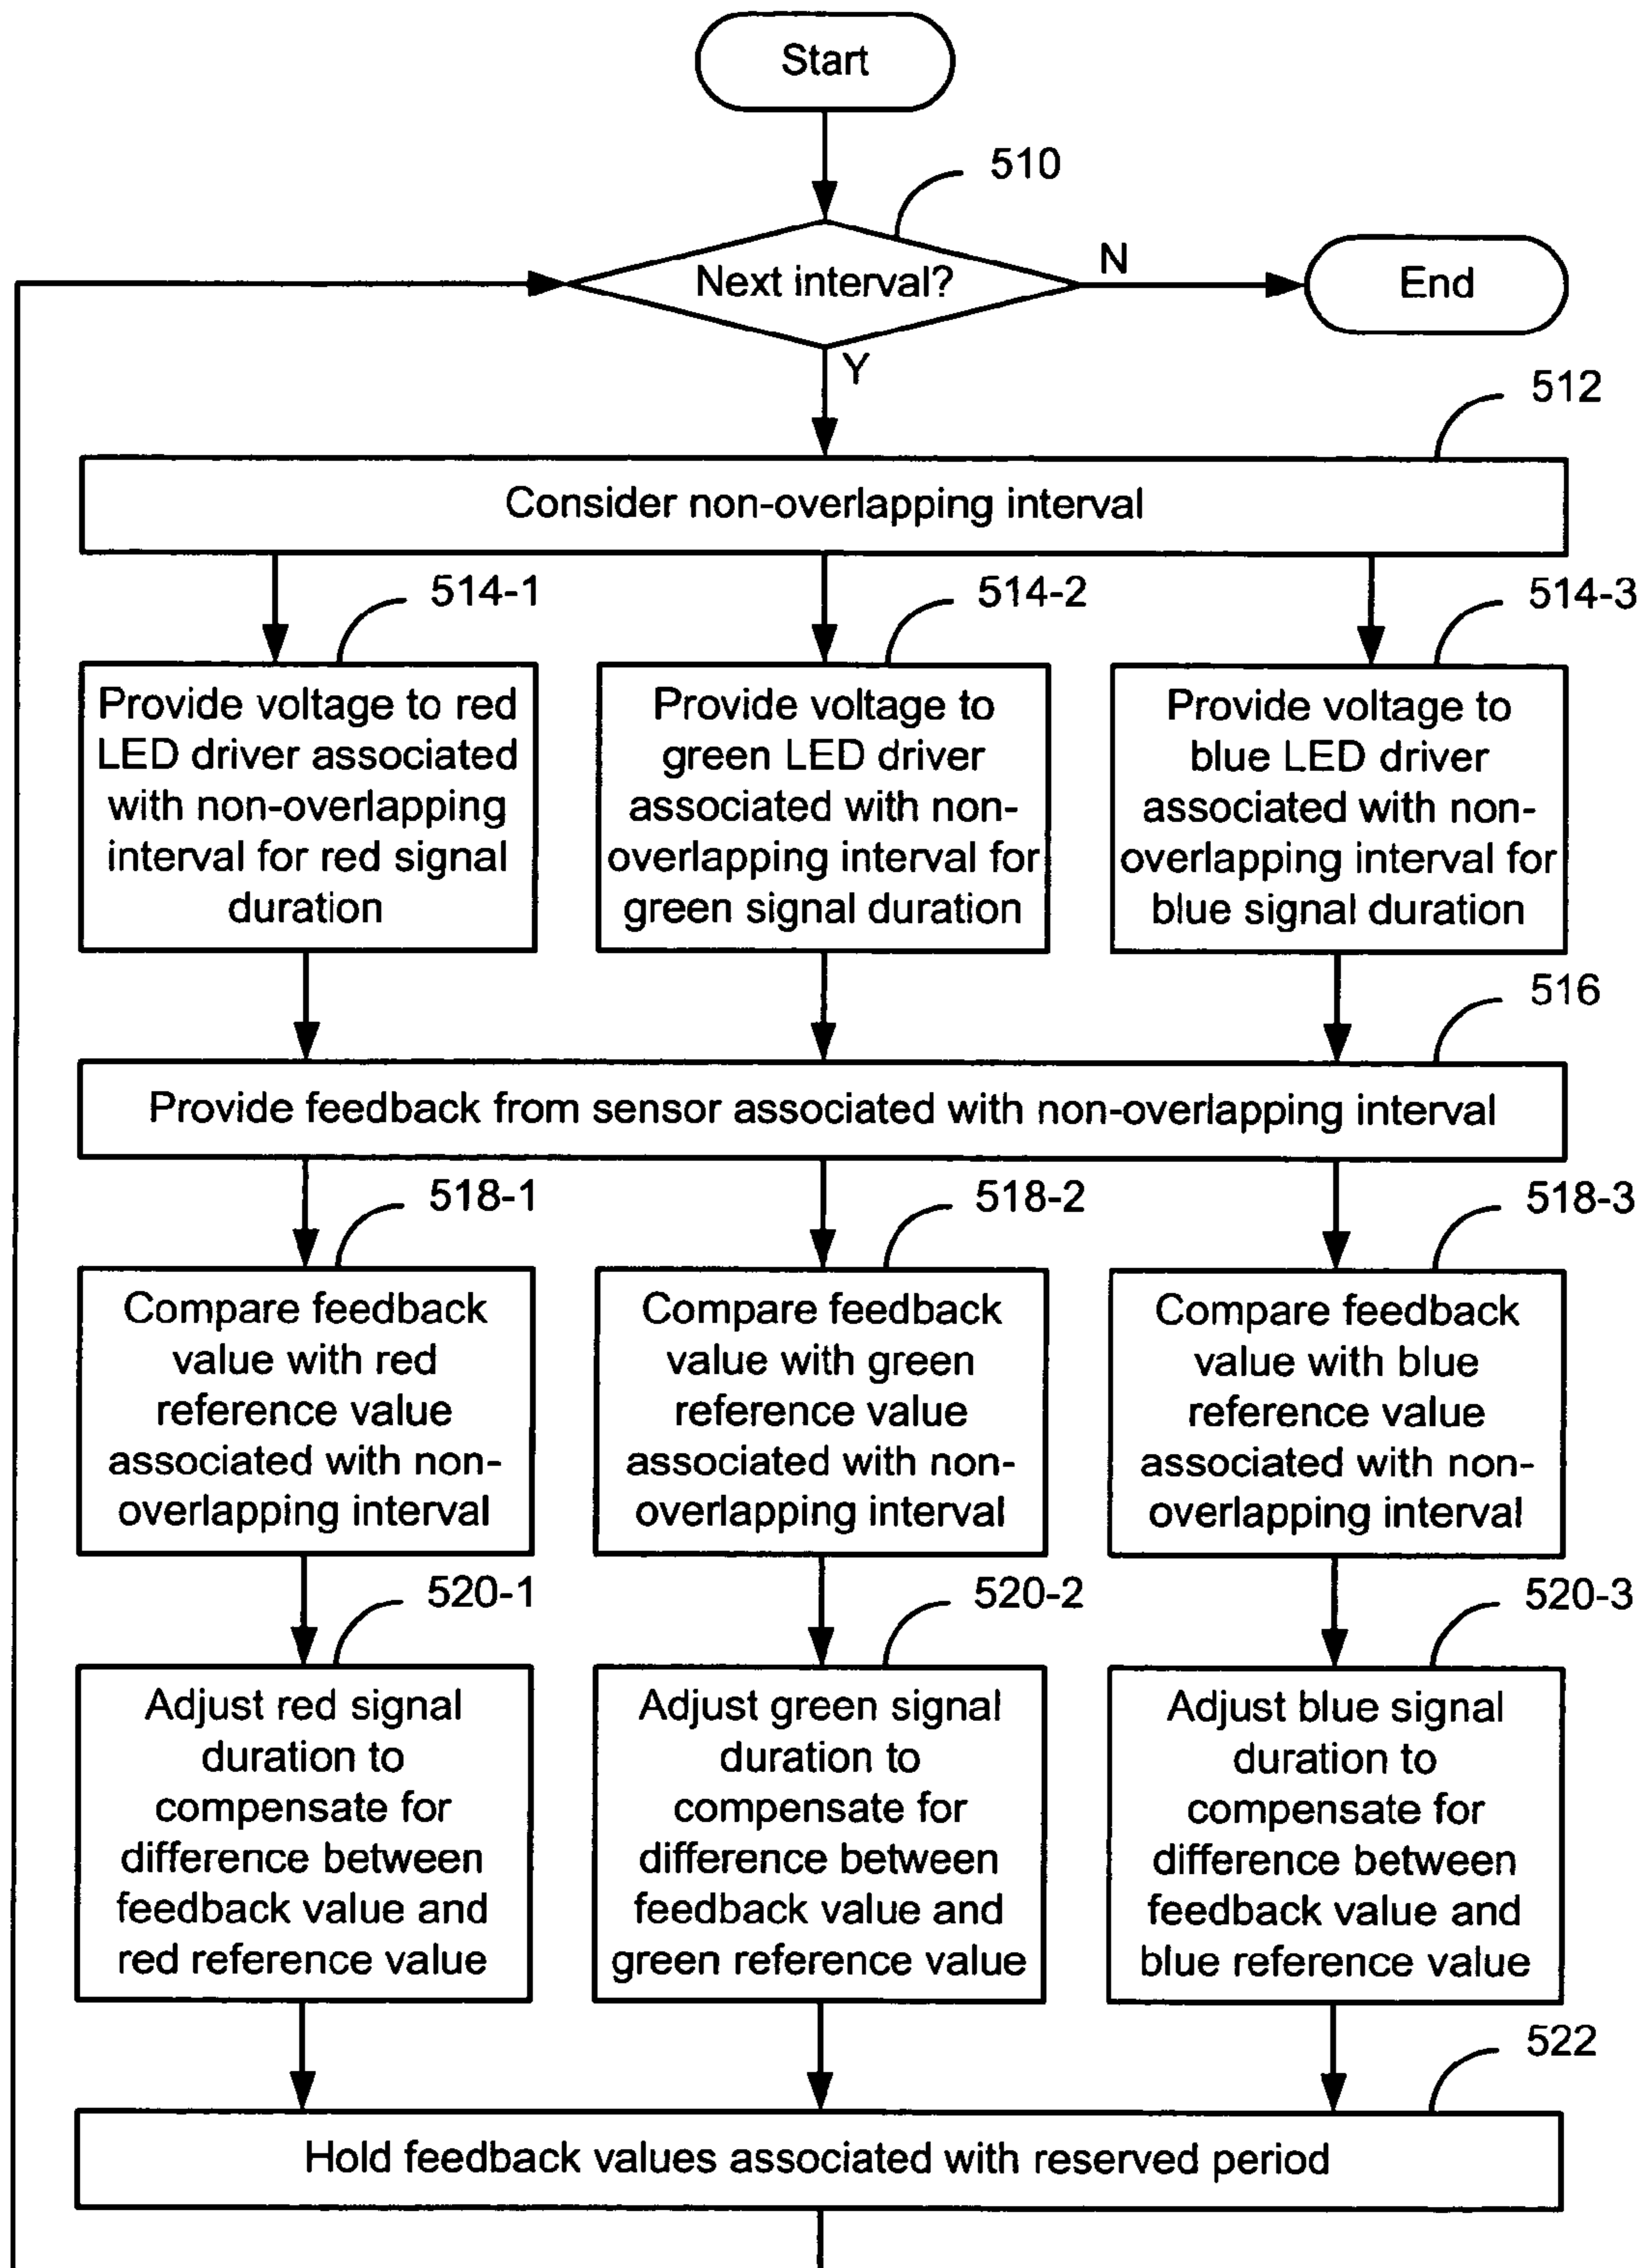 Start
510
Next interval?
N
End
Y
512
Consider non-overlapping interval
514-1
514-2
514-3
Provide voltage to red
LED driver associated
with non-overlapping
interval for red signal
duration
Provide voltage to
green LED driver
associated with non-
overlapping interval for
green signal duration
Provide voltage to
blue LED driver
associated with non-
overlapping interval for
blue signal duration
516
Provide feedback from sensor associated with non-overlapping interval
518-1
518-2
518-3
Compare feedback
value with red
reference value
associated with non-
overlapping interval
Compare feedback
value with green
reference value
associated with non-
overlapping interval
Compare feedback
value with blue
reference value
associated with non-
overlapping interval
520-1
520-2
520-3
Adjust red signal
duration to
compensate for
difference between
feedback value and
red reference value
Adjust green signal
duration to
compensate for
difference between
feedback value and
green reference value
Adjust blue signal
duration to
compensate for
difference between
feedback value and
blue reference value
522
Hold feedback values associated with reserved period